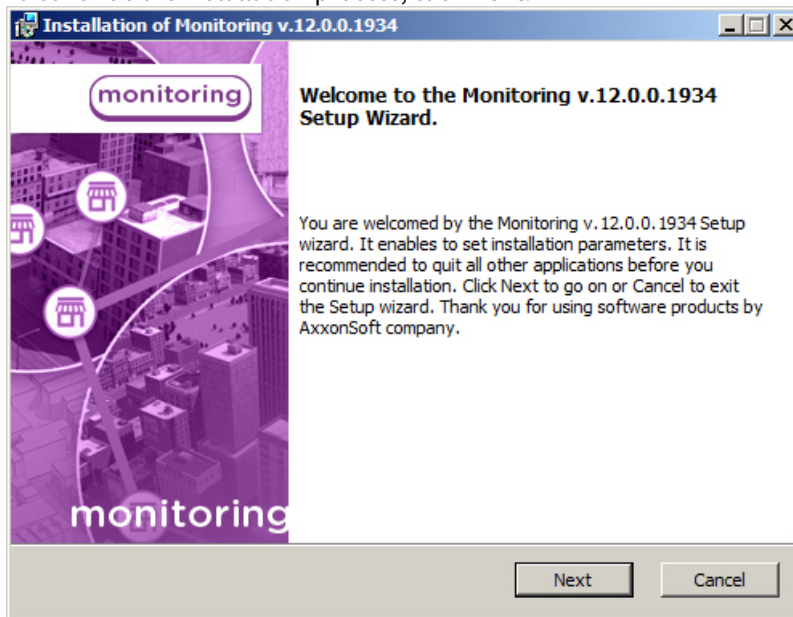 Installation of Monitoring v.12.0.0.1934
monitoring
Welcome to the Monitoring v.12.0.0.1934
Setup Wizard.
You are welcomed by the Monitoring v.12.0.0.1934 Setup
wizard. It enables to set installation parameters. It is
recommended to quit all other applications before you
continue installation. Click Next to go on or Cancel to exit
the Setup wizard. Thank you for using software products by
AxxonSoft company.
monitoring
Next
Cancel